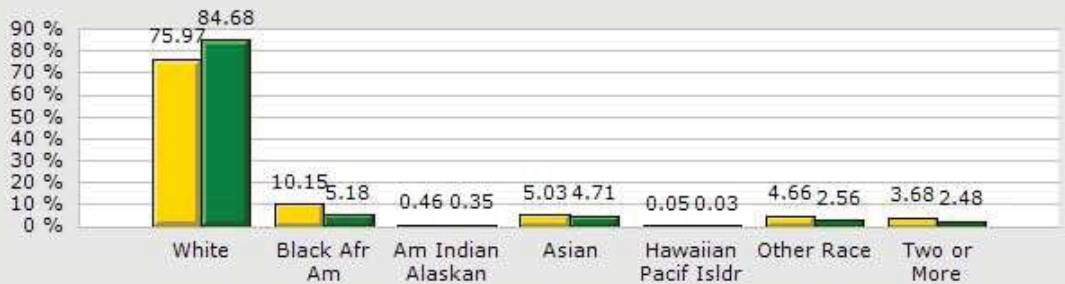 90 %
80 %
70 %
60 %
50 %
40 %
30 %
20 %
10 %
0 %
75.97 84.68
10.15 5.18
0.46 0.35
5.03 4.71
0.05 0.03
4.66 2.56
3.68 2.48
White
Black Afr
Am
Am Indian
Alaskan
Asian
Hawaiian
Pacif Isldr
Other Race
Two or
More